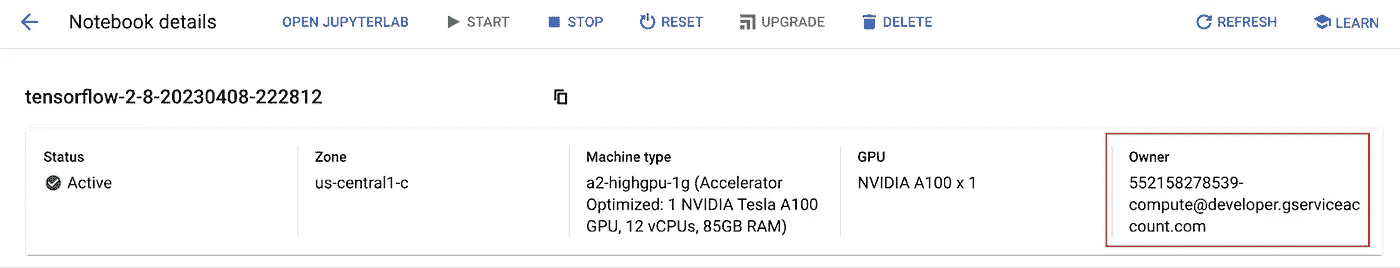 Notebook details OPEN JUPYTERLAB START STOP RESET UPGRADE DELETE REFRESH LEARN
tensorflow-2-8-20230408-222812
Status
Active
Zone
us-central1-c
Machine type
a2-highgpu-1g (Accelerator
Optimized: 1 NVIDIA Tesla A100
GPU, 12 vCPUs, 85GB RAM)
GPU
NVIDIA A100 x 1
Owner
552158278539-
compute@developer.gserviceac
count.com